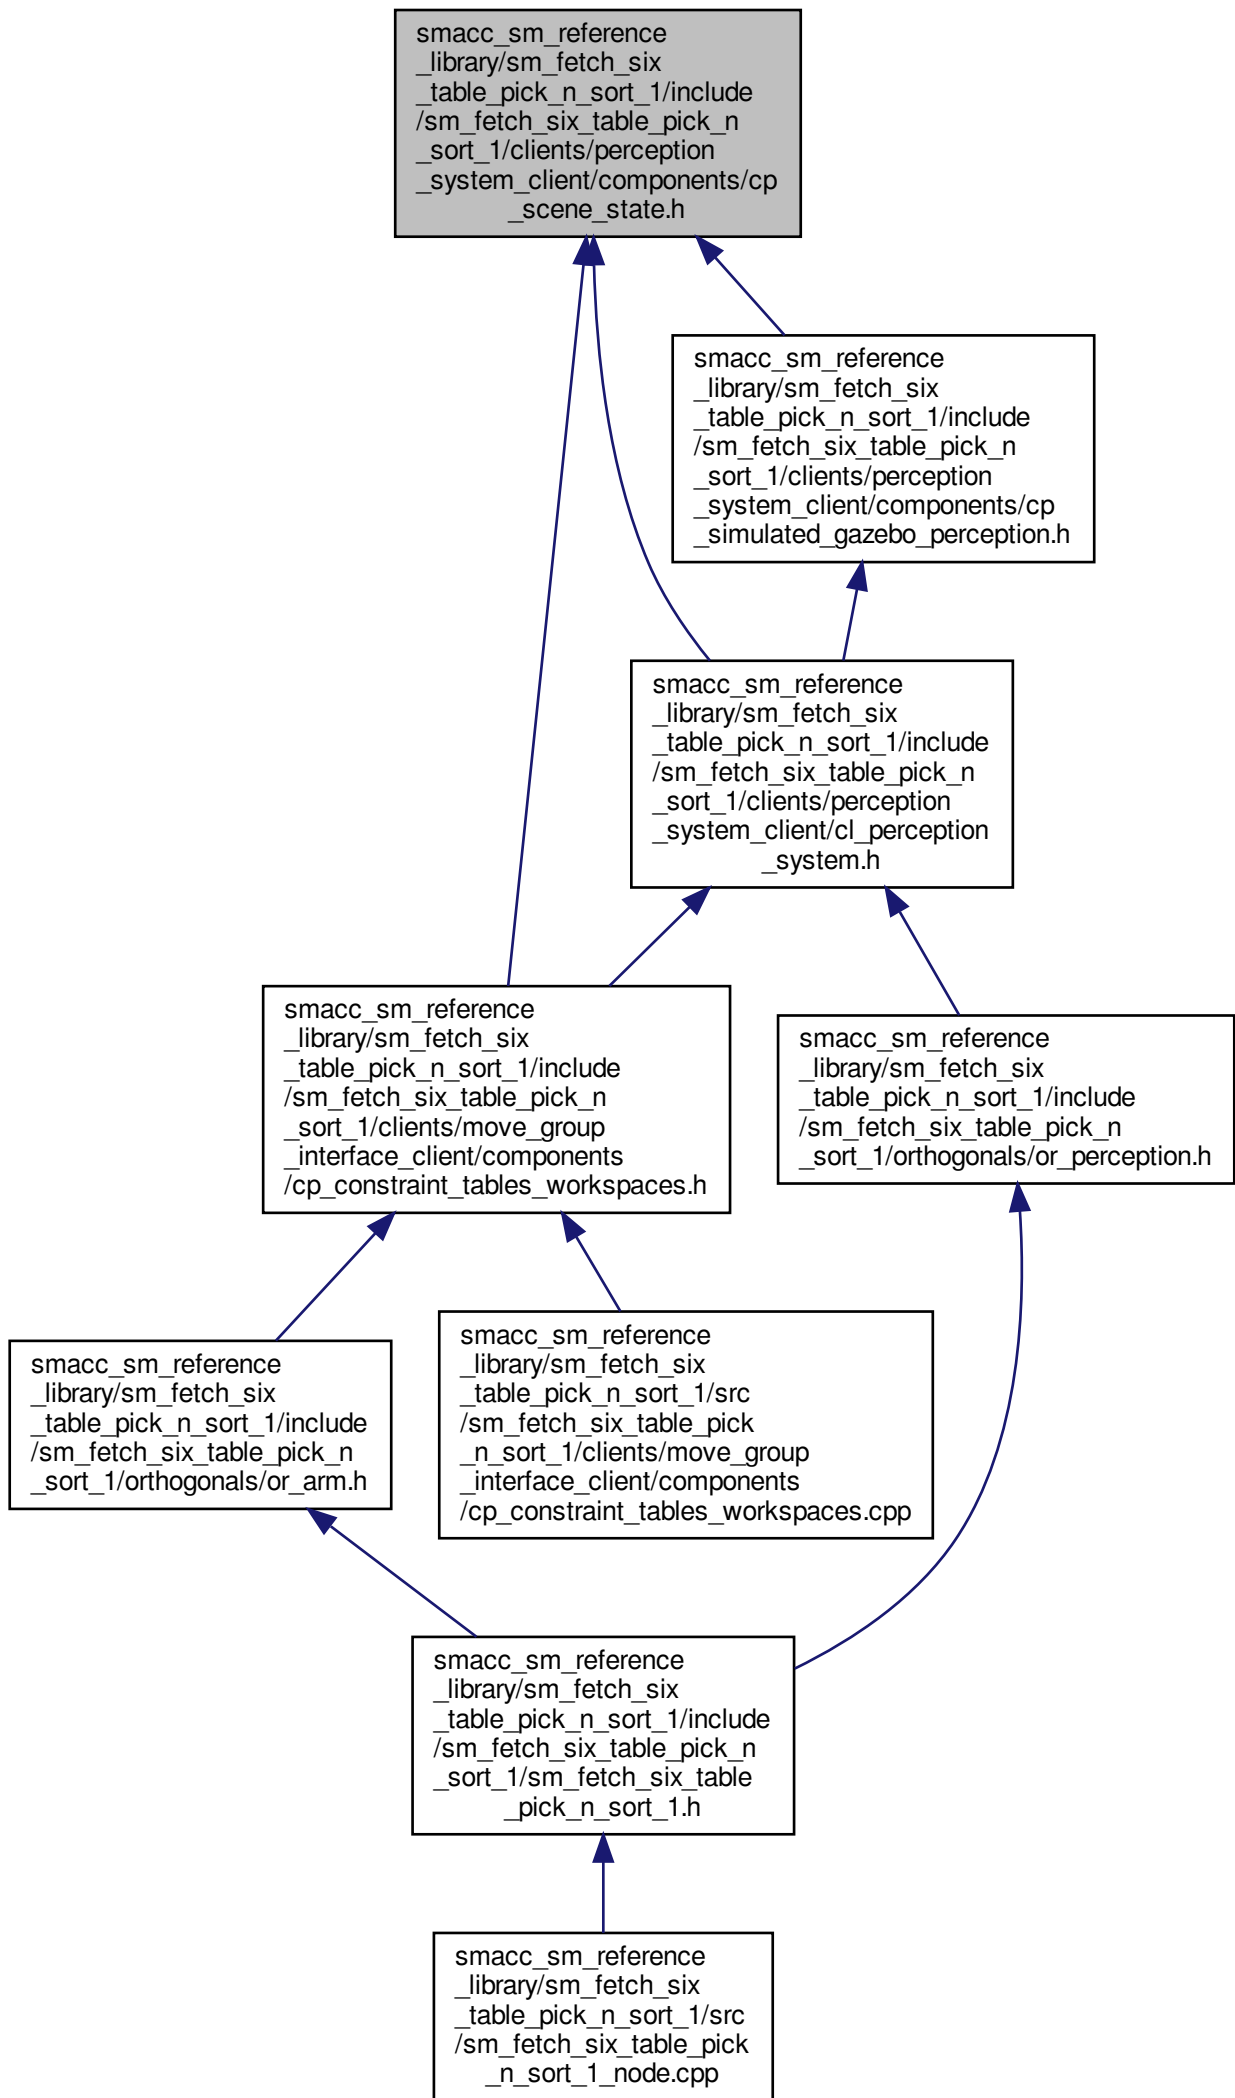 smacc_sm_reference
_library/sm_fetch_six
_table_pick_n_sort_1/include
/sm_fetch_six_table_pick_n
_sort_1/clients/perception
_system_client/components/cp
_scene_state.h
smacc_sm_reference
_library/sm_fetch_six
_table_pick_n_sort_1/include
/sm_fetch_six_table_pick_n
_sort_1/clients/perception
_system_client/components/cp
_simulated_gazebo_perception.h
smacc_sm_reference
_library/sm_fetch_six
_table_pick_n_sort_1/include
/sm_fetch_six_table_pick_n
_sort_1/clients/perception
_system_client/cl_perception
_system.h
smacc_sm_reference
_library/sm_fetch_six
_table_pick_n_sort_1/include
/sm_fetch_six_table_pick_n
_sort_1/clients/move_group
_interface_client/components
/cp_constraint_tables_workspaces.h
smacc_sm_reference
_library/sm_fetch_six
_table_pick_n_sort_1/include
/sm_fetch_six_table_pick_n
_sort_1/orthogonals/or_perception.h
smacc_sm_reference
_library/sm_fetch_six
_table_pick_n_sort_1/include
/sm_fetch_six_table_pick_n
_sort_1/orthogonals/or_arm.h
smacc_sm_reference
_library/sm_fetch_six
_table_pick_n_sort_1/src
/sm_fetch_six_table_pick
_n_sort_1/clients/move_group
_interface_client/components
/cp_constraint_tables_workspaces.cpp
smacc_sm_reference
_library/sm_fetch_six
_table_pick_n_sort_1/include
/sm_fetch_six_table_pick_n
_sort_1/sm_fetch_six_table
_pick_n_sort_1.h
smacc_sm_reference
_library/sm_fetch_six
_table_pick_n_sort_1/src
/sm_fetch_six_table_pick
_n_sort_1_node.cpp